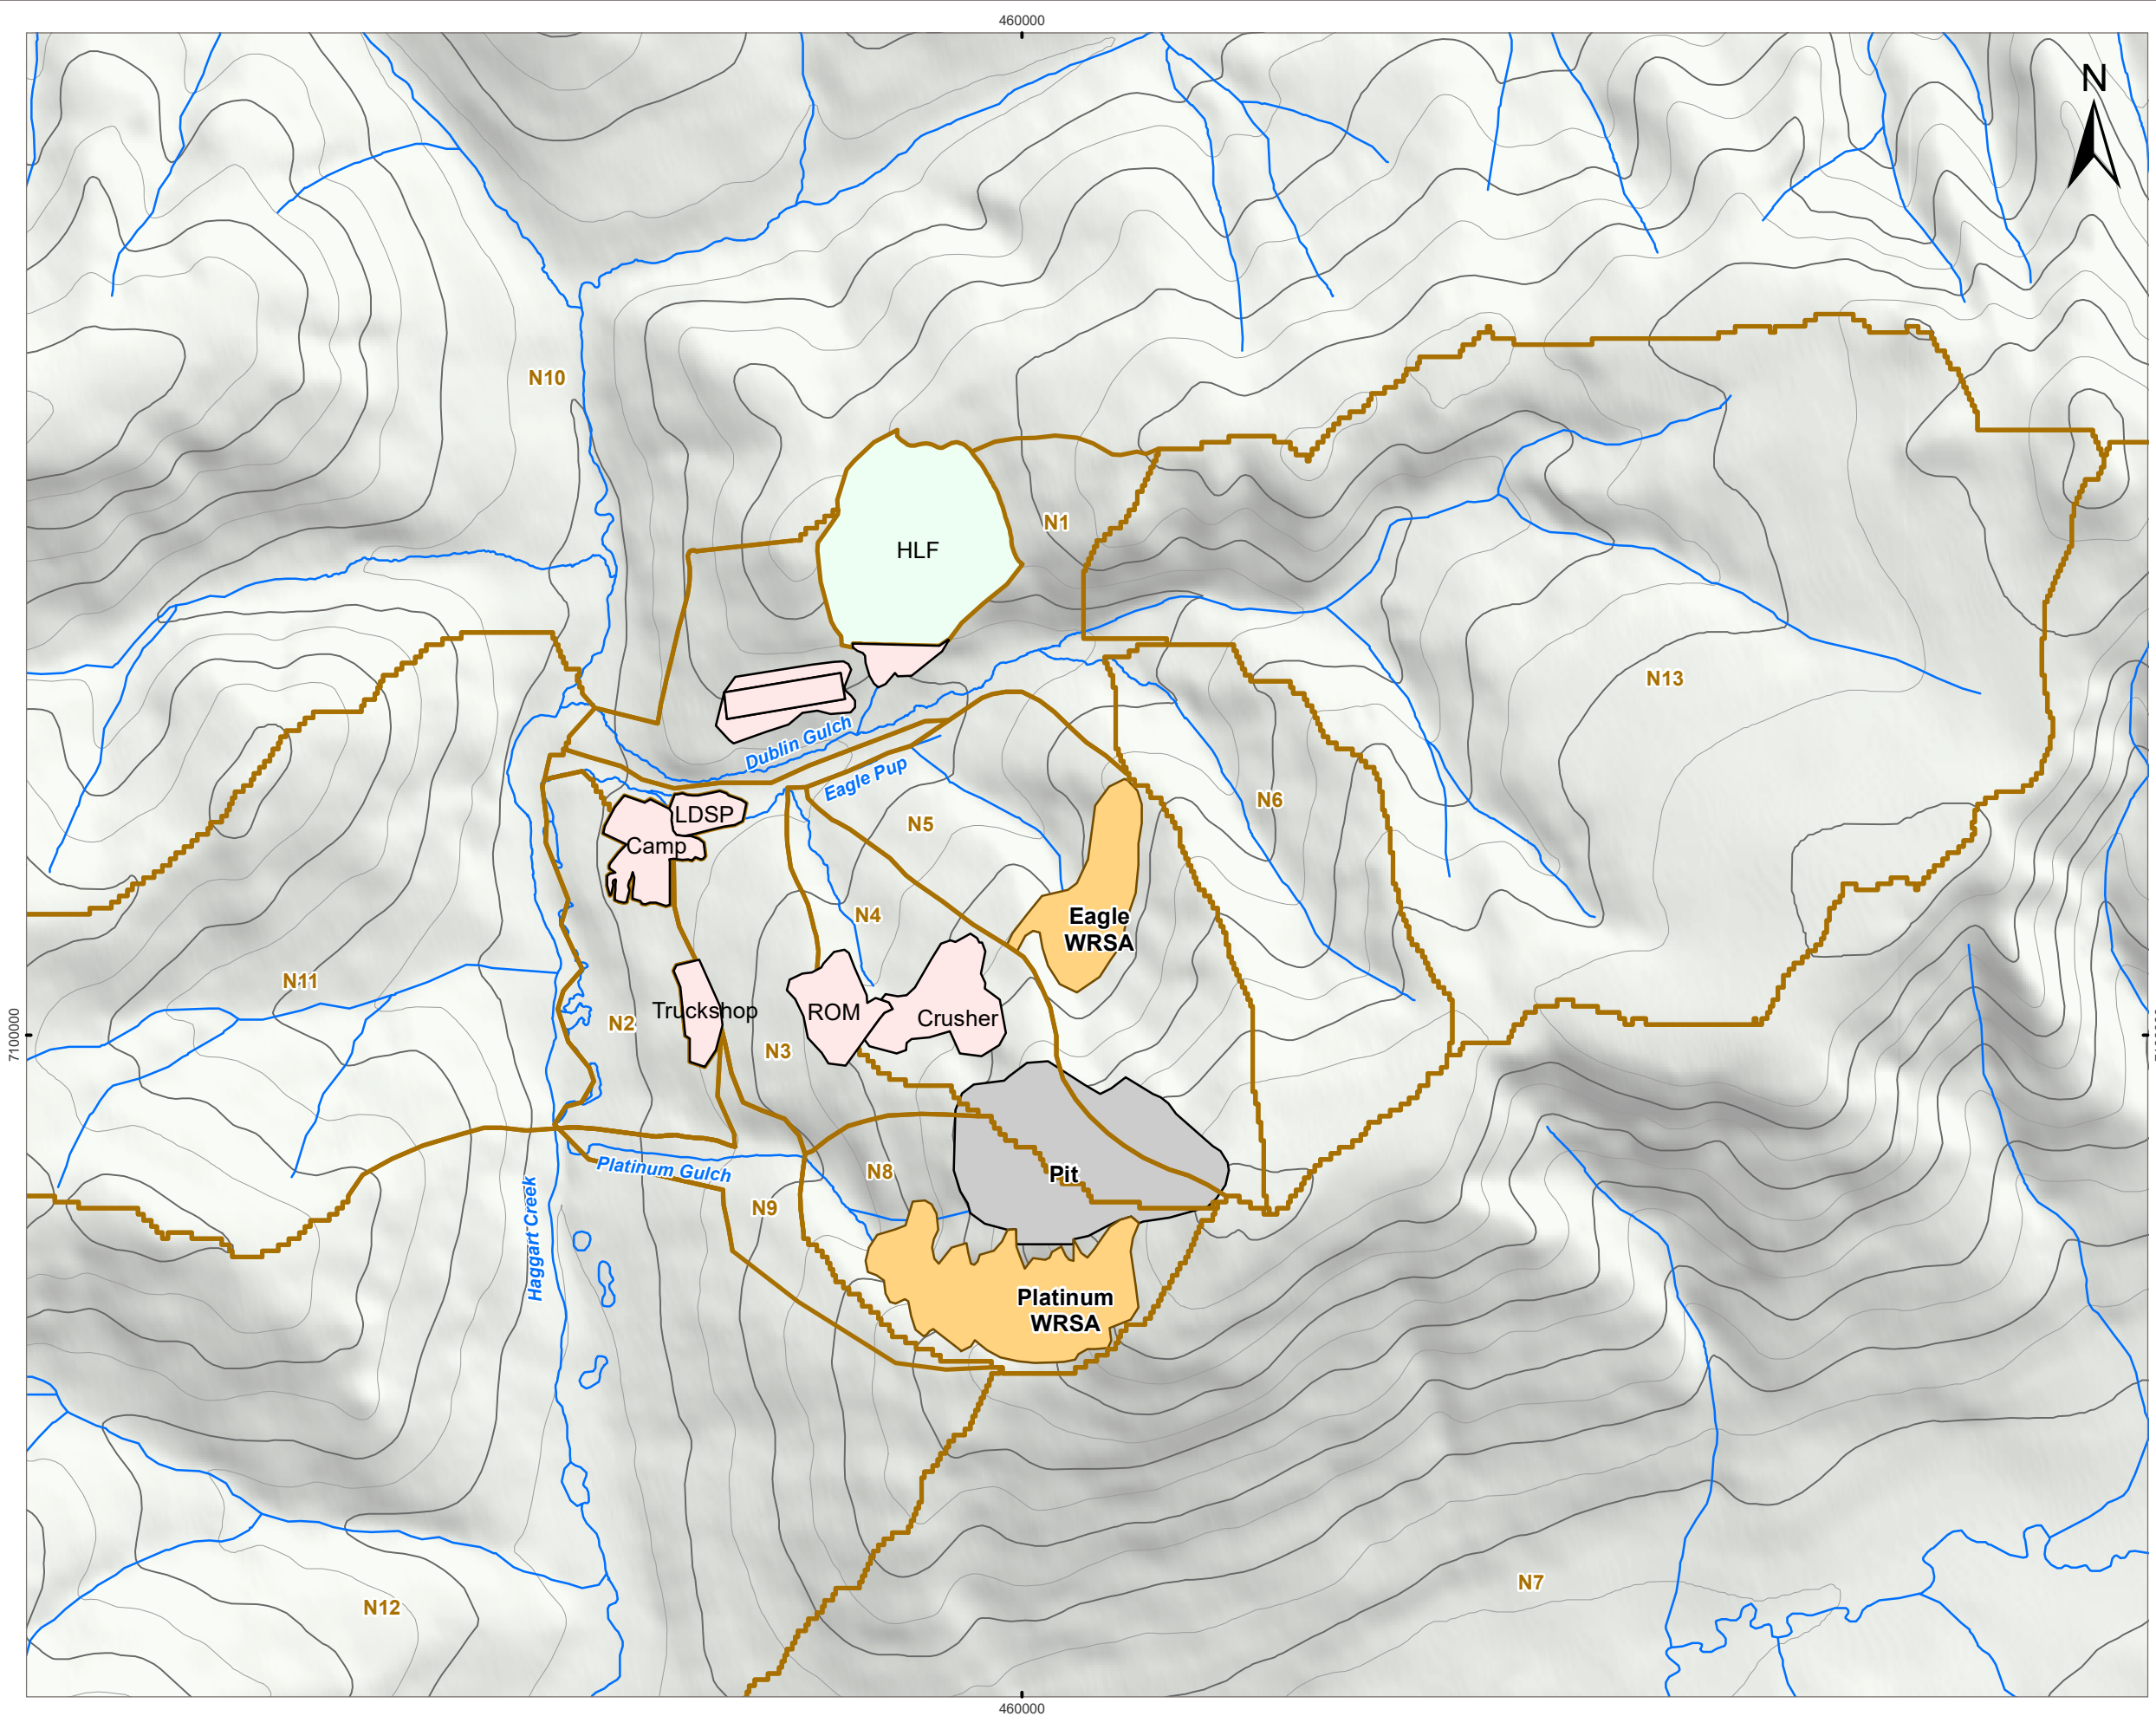 460000
N
N10
N1
HLF
N13
Dublin Gulch
Eagle Pup
N6
LDSP
N5
Camp
N4
Eagle
WRSA
N11
Truckshop
ROM
Crusher
N2
7100000
N3
Pit
Platinum Gulch
N8
N9
Haggart Creek
Platinum
WRSA
N7
N12
460000